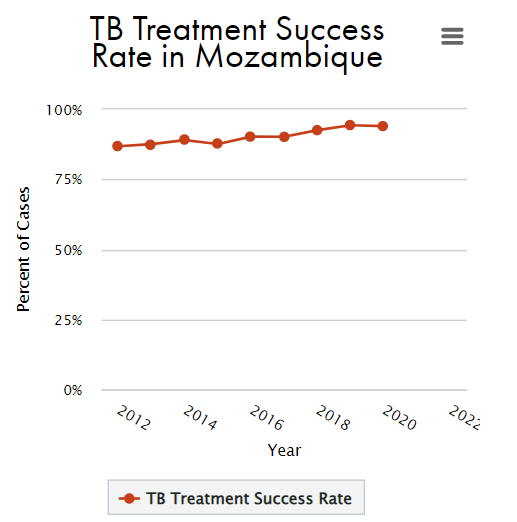 TB Treatment Success
Rate in Mozambique
100%
75%
50%
25%
0%
Percent of Cases
2012
2014
2016
2018
2020
2022
Year
TB Treatment Success Rate